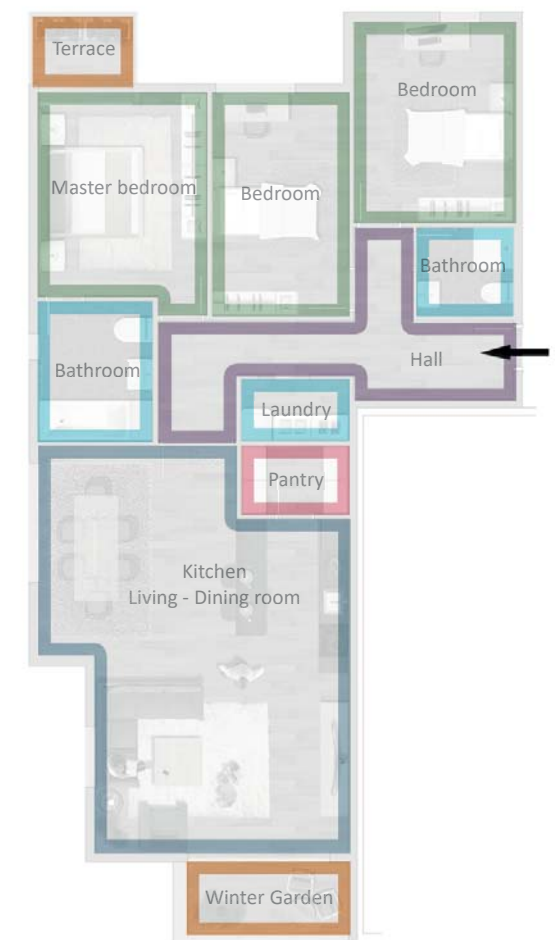 Terrace
Bedroom
Master bedroom
Bedroom
Bathroom
Hall
Bathroom
Laundry
Pantry
Kitchen
Living - Dining room
Winter Garden